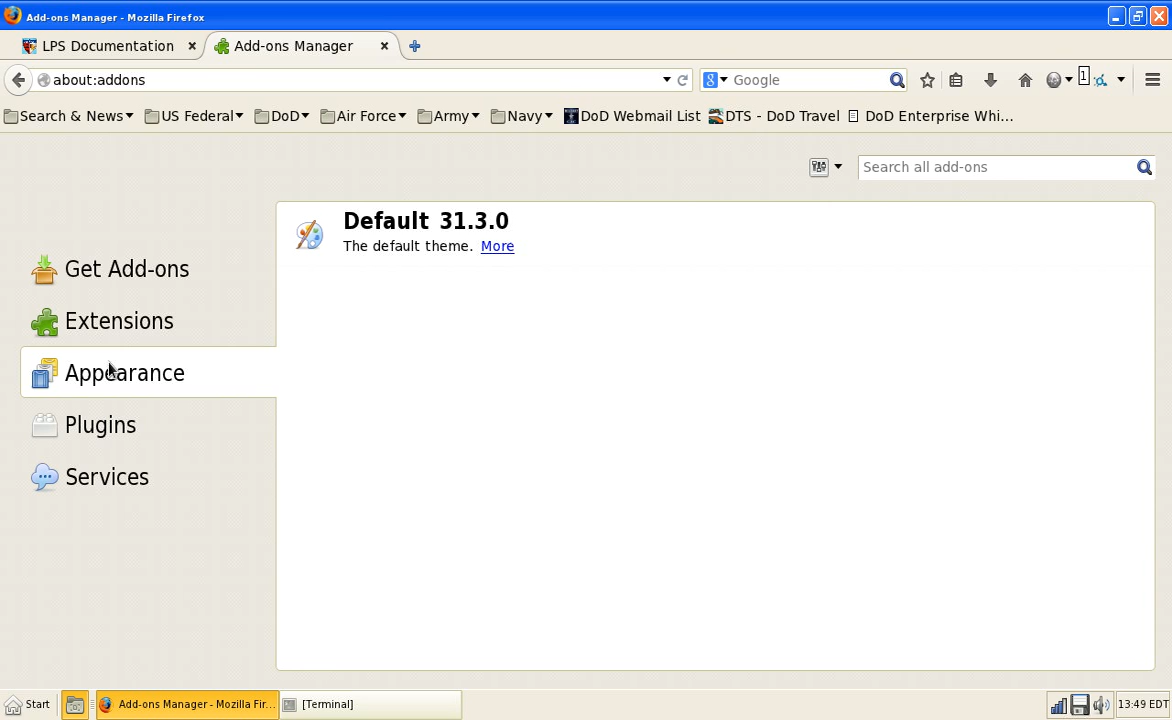 Add-ons Manager - Mozilla Firefox
LPS Documentation
Add-ons Manager
about:addons
Google
1
Search & News
US Federal
DoD
Air Force
Army
Navy
DoD Webmail List
DTS - DoD Travel
DoD Enterprise Whi...
Search all add-ons
Default 31.3.0
The default theme. More
Get Add-ons
Extensions
Appearance
Plugins
Services
Start
Add-ons Manager - Mozilla Fir...
[Terminal]
13:49 EDT